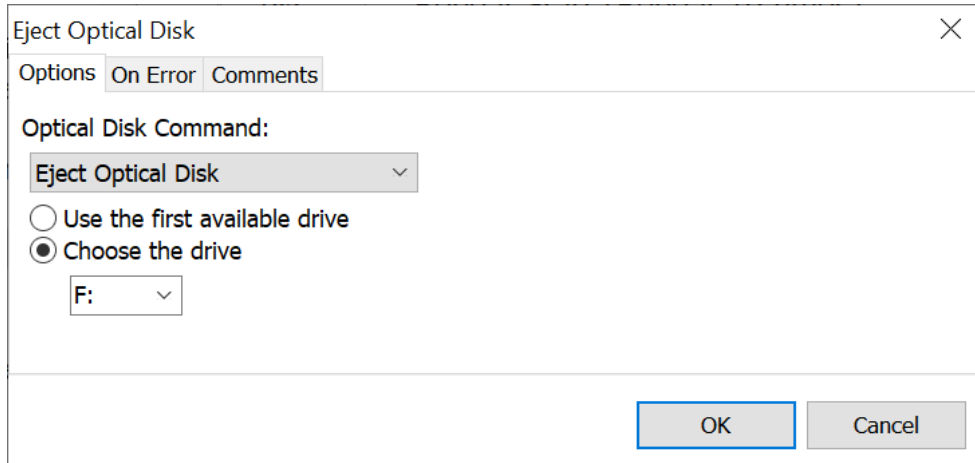 Eject Optical Disk
Options On Error Comments
Optical Disk Command:
Eject Optical Disk
Use the first available drive
Choose the drive
F:
OK Cancel